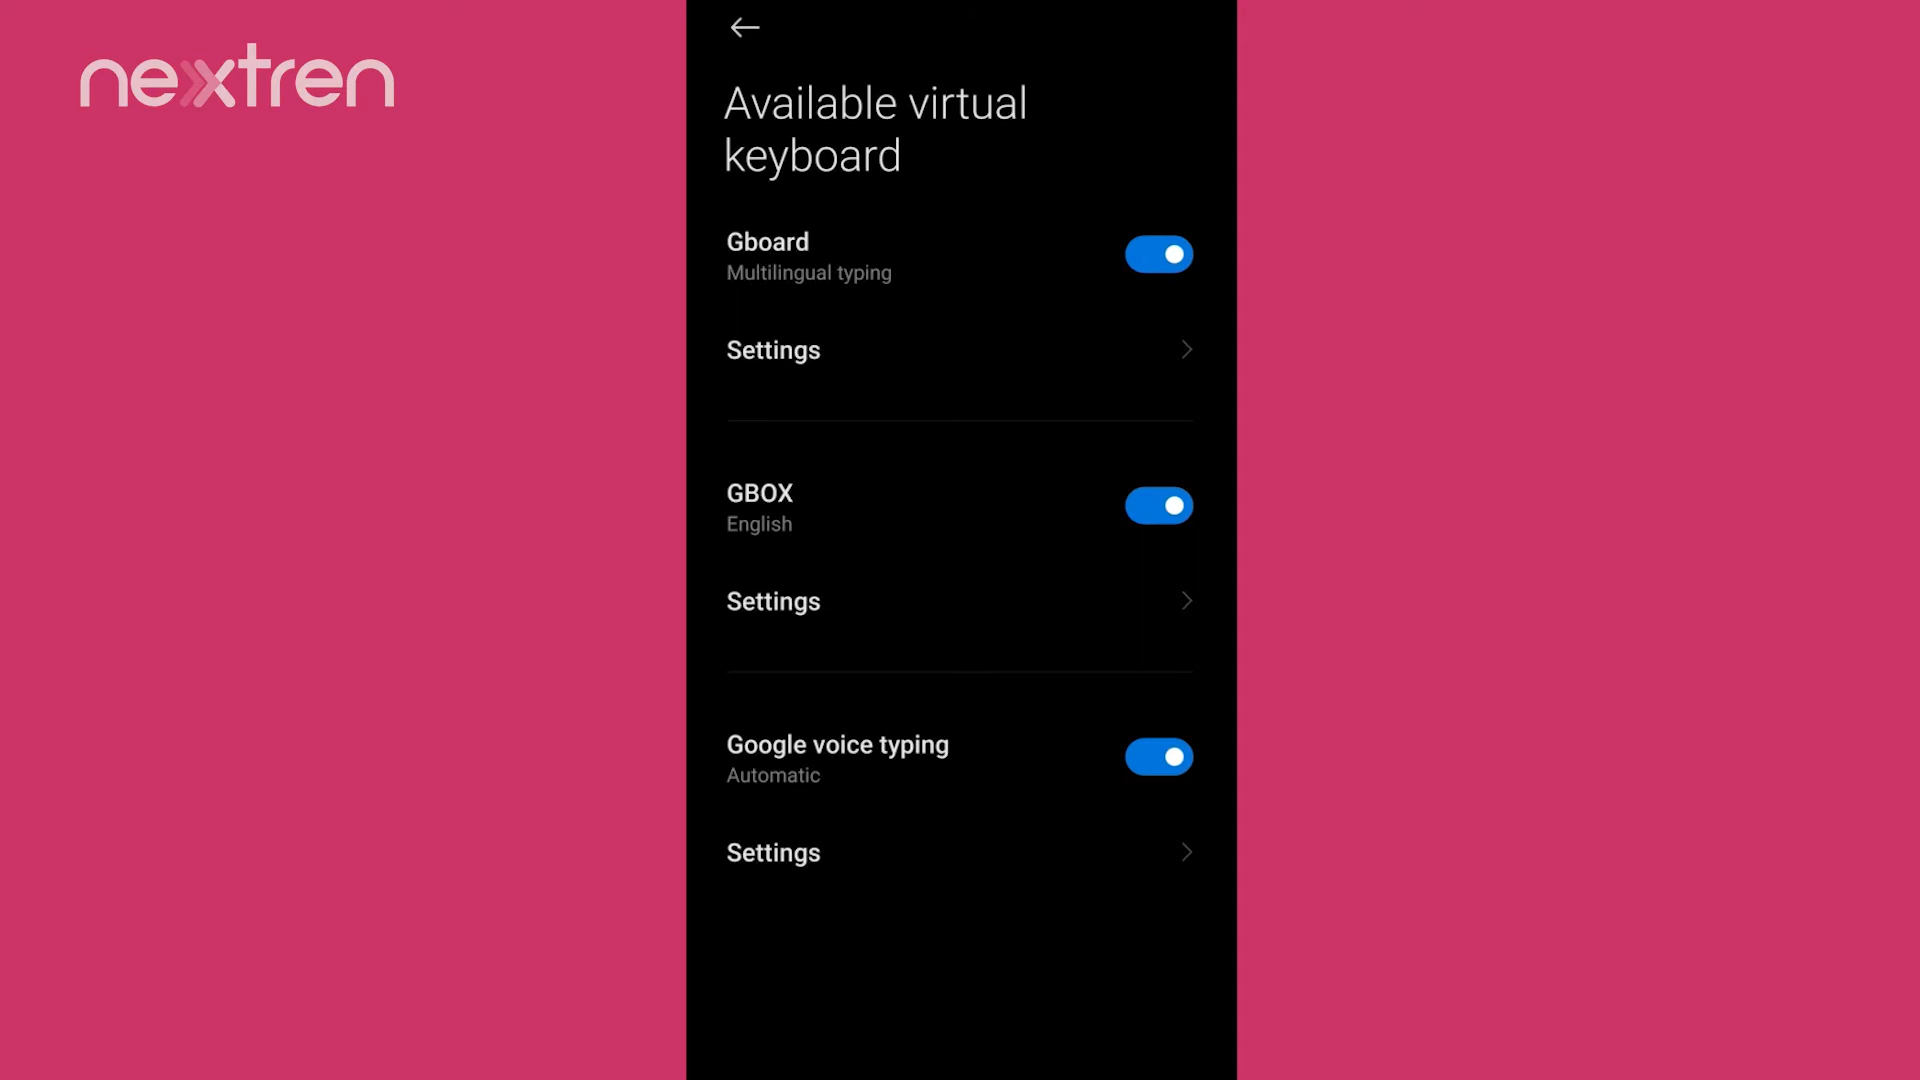 nextren
Available virtual
keyboard
Gboard
Multilingual typing
Settings
GBOX
English
Settings
Google voice typing
Automatic
Settings